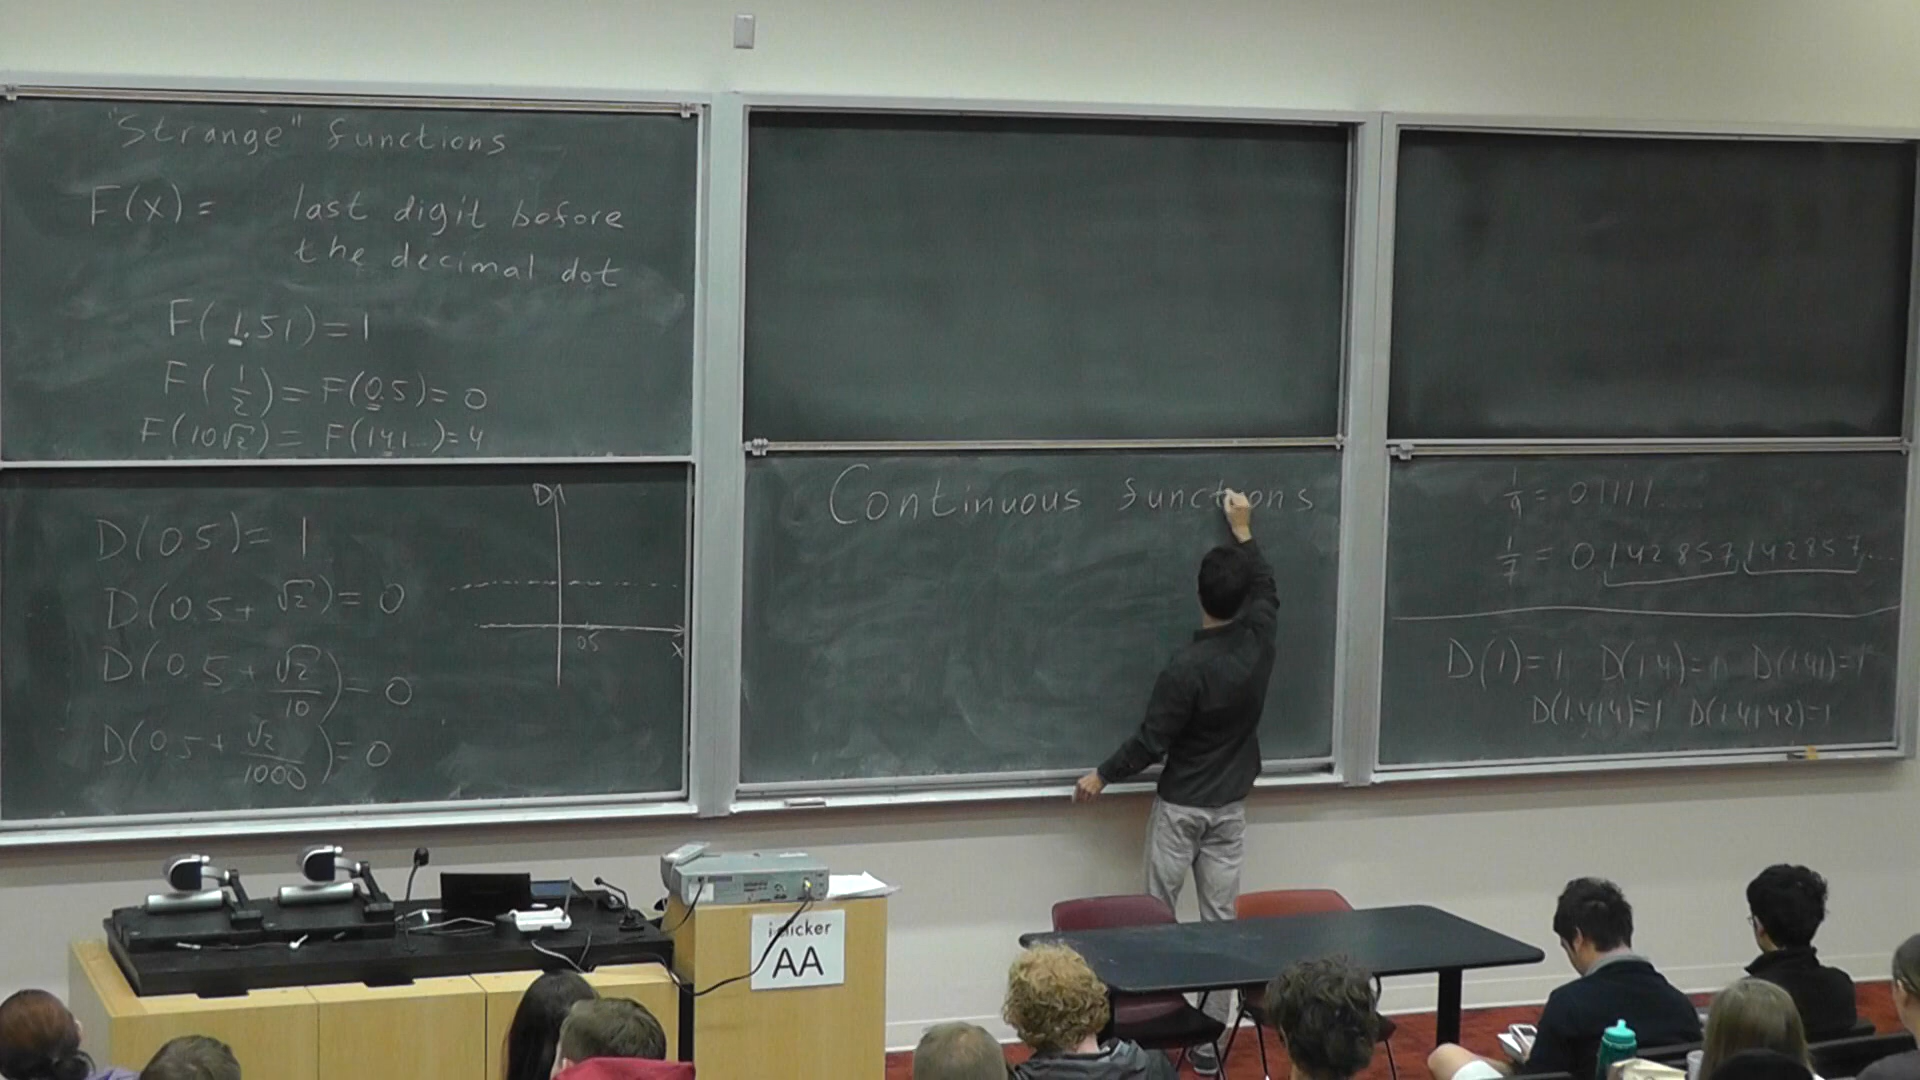 "Strange" functions
F(x) = last digit before
the decimal dot
F(1.51)=1
F(1/2)=F(0.5)=0
F(10√2)= F(14.1...)=4
D(0.5)= 1
D(0.5+ √2)= 0
D(0.5 + √2/10)= 0
D(0.5 + √2/1000)= 0
D
0.5
x
Continuous functions
1/9 = 0.1111...
1/7 = 0.142857142857...
D(1)=1 D(1.4)=1 D(1.41)=1
D(1.414)=1 D(1.4142)=1
i>clicker
AA